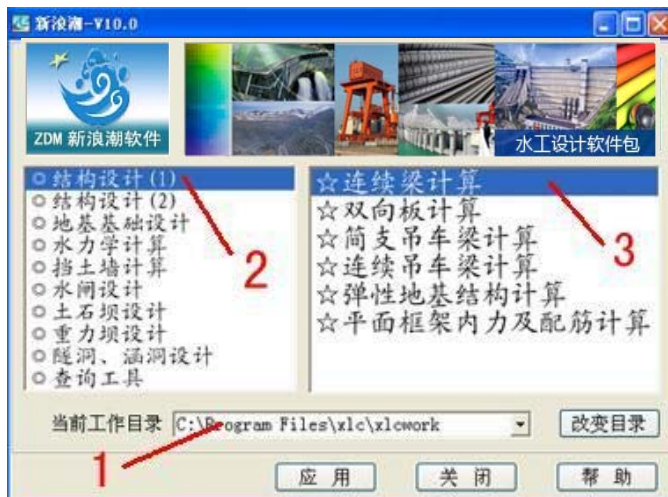 新浪潮-V10.0
ZDM 新浪潮软件
水工设计软件包
结构设计(1)
结构设计(2)
地基基础设计
水力学计算
挡土墙计算
水闸设计
土石坝设计
重力坝设计
隧洞、涵洞设计
查询工具
2
☆连续梁计算
☆双向板计算
☆简支吊车梁计算
☆连续吊车梁计算
☆弹性地基结构计算
☆平面框架内力及配筋计算
3
当前工作目录 C:\Program Files\xlc\xlcwork 改变目录
1
应用 关闭 帮助